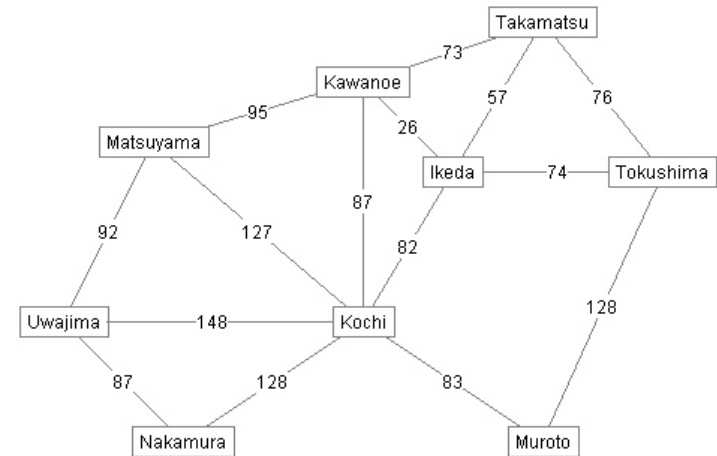 Takamatsu
73
Kawanoe
57
76
95
26
Matsuyama
Ikeda
74
Tokushima
87
92
127
82
128
Uwajima
148
Kochi
87
128
83
Nakamura
Muroto